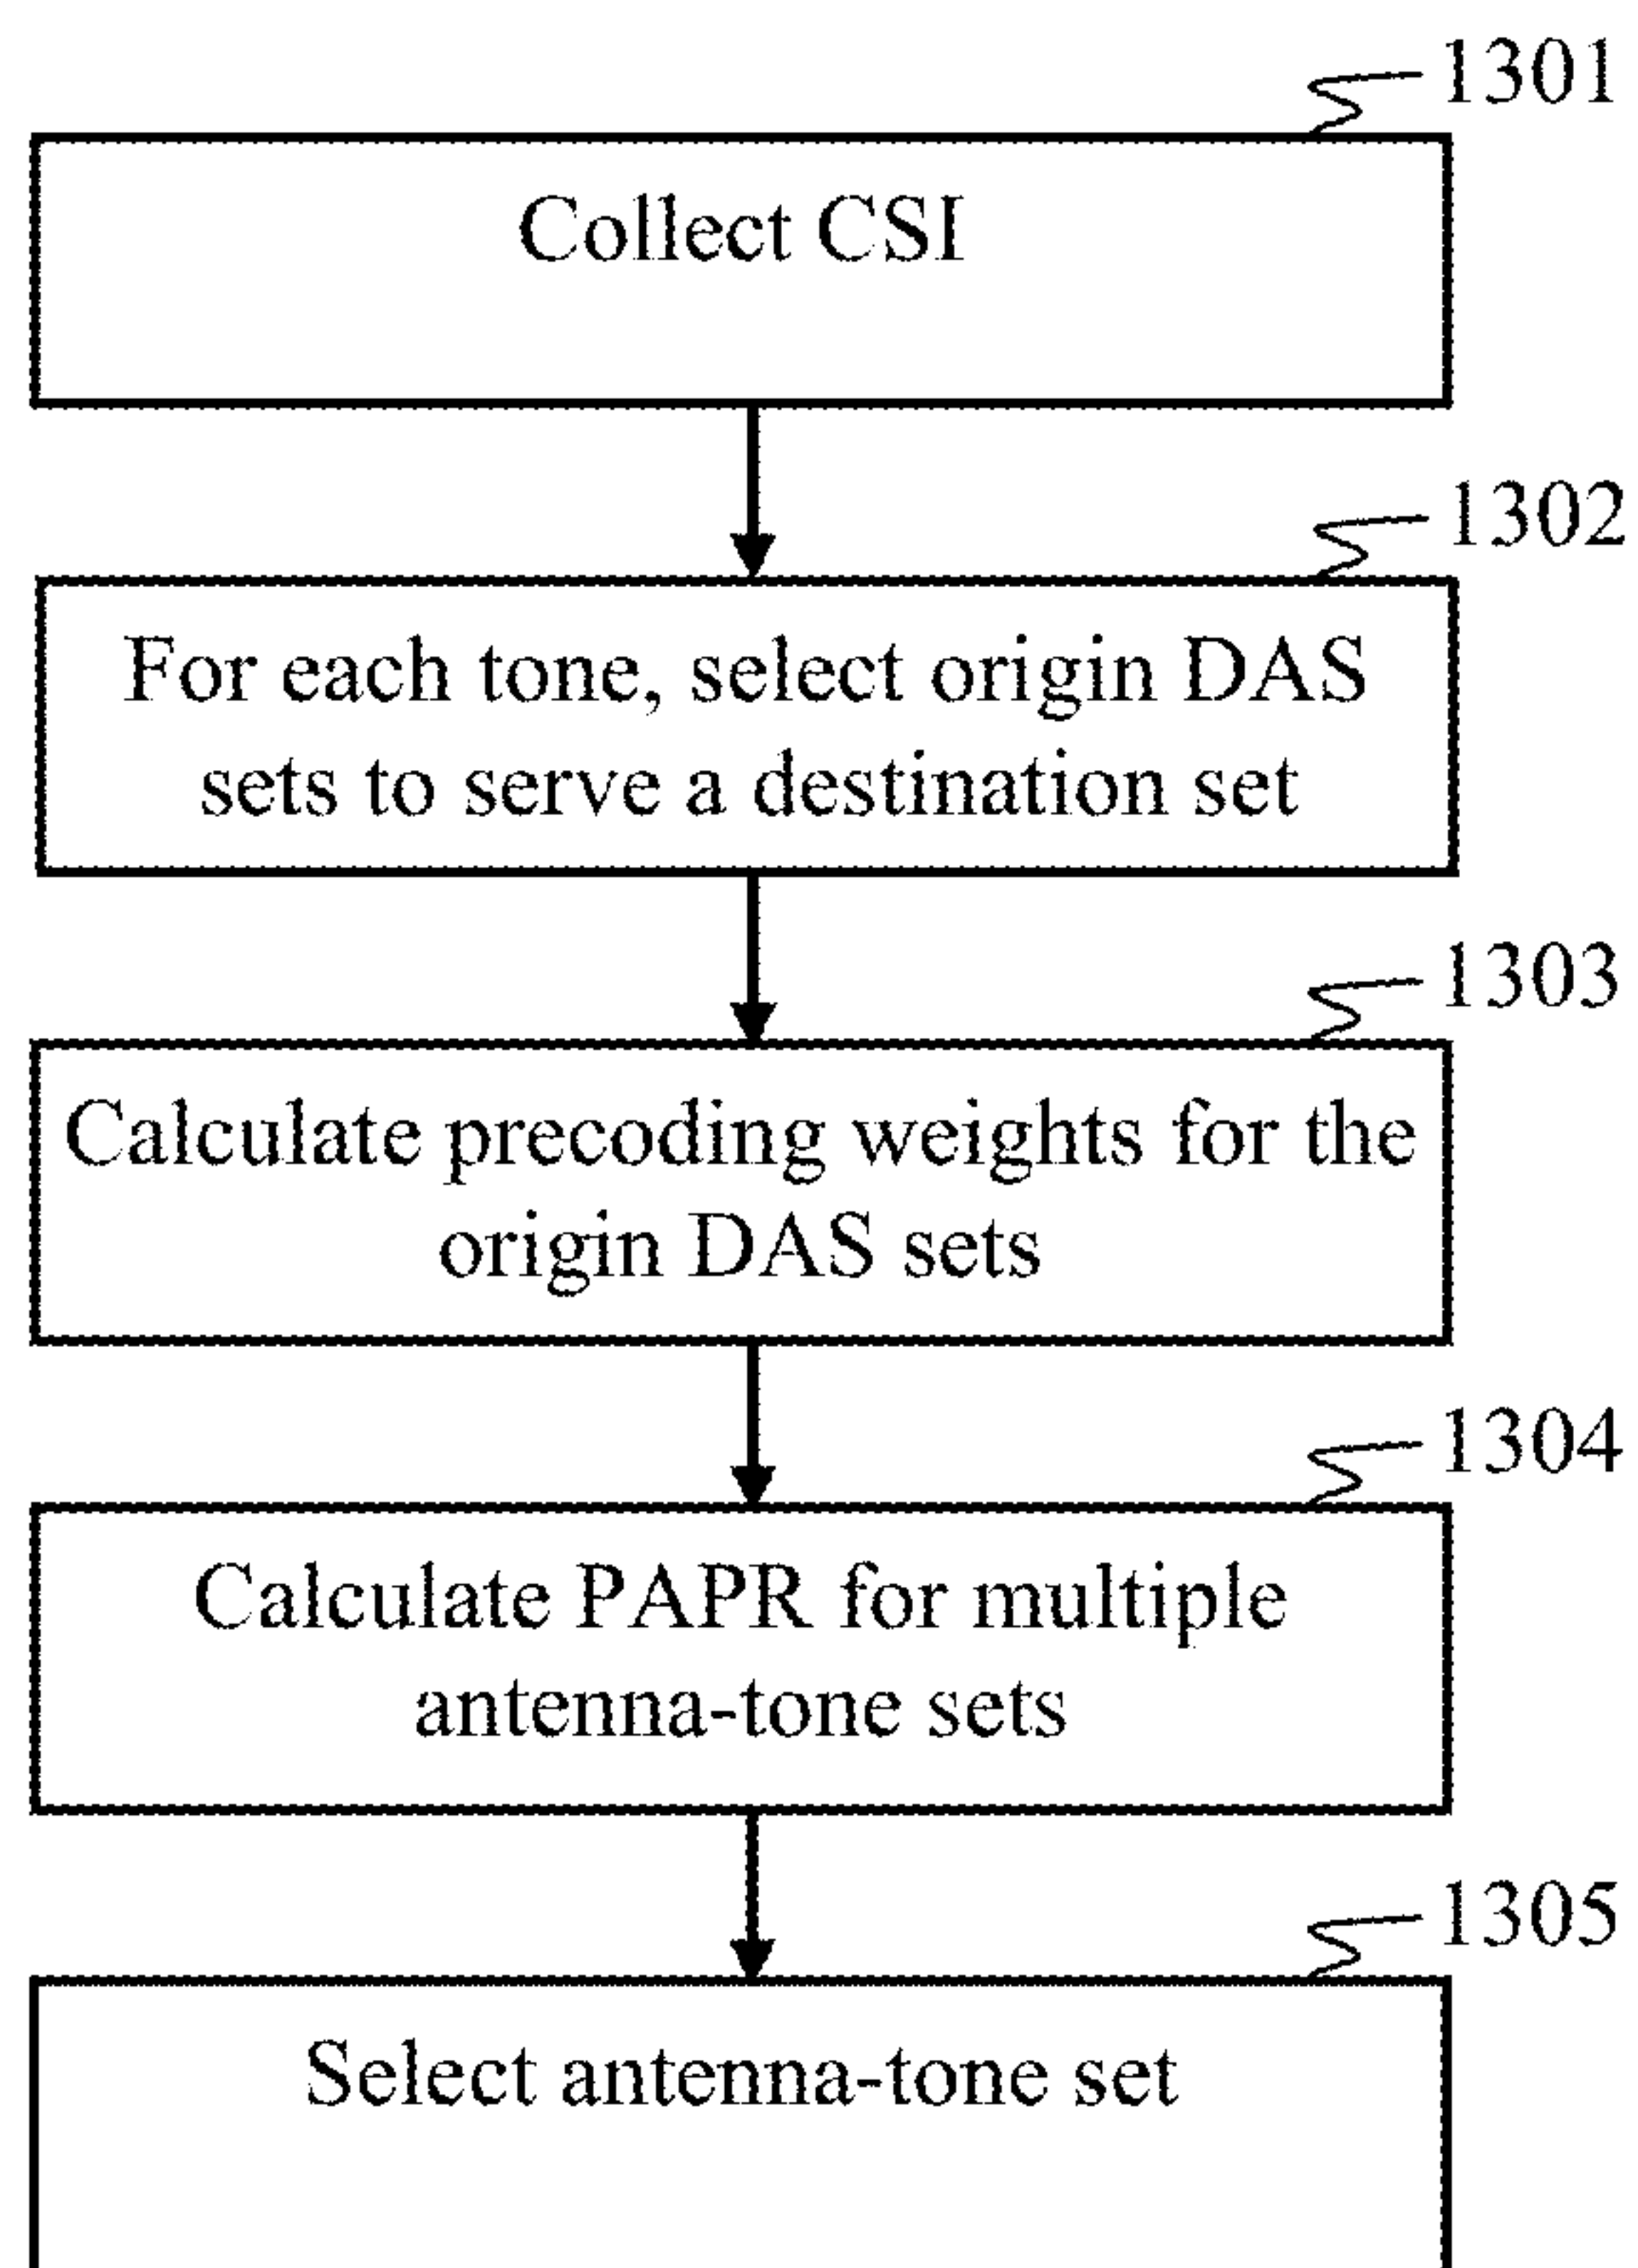 1301
Collect CSI
1302
For each tone, select origin DAS
sets to serve a destination set
1303
Calculate precoding weights for the
origin DAS sets
1304
Calculate PAPR for multiple
antenna-tone sets
1305
Select antenna-tone set